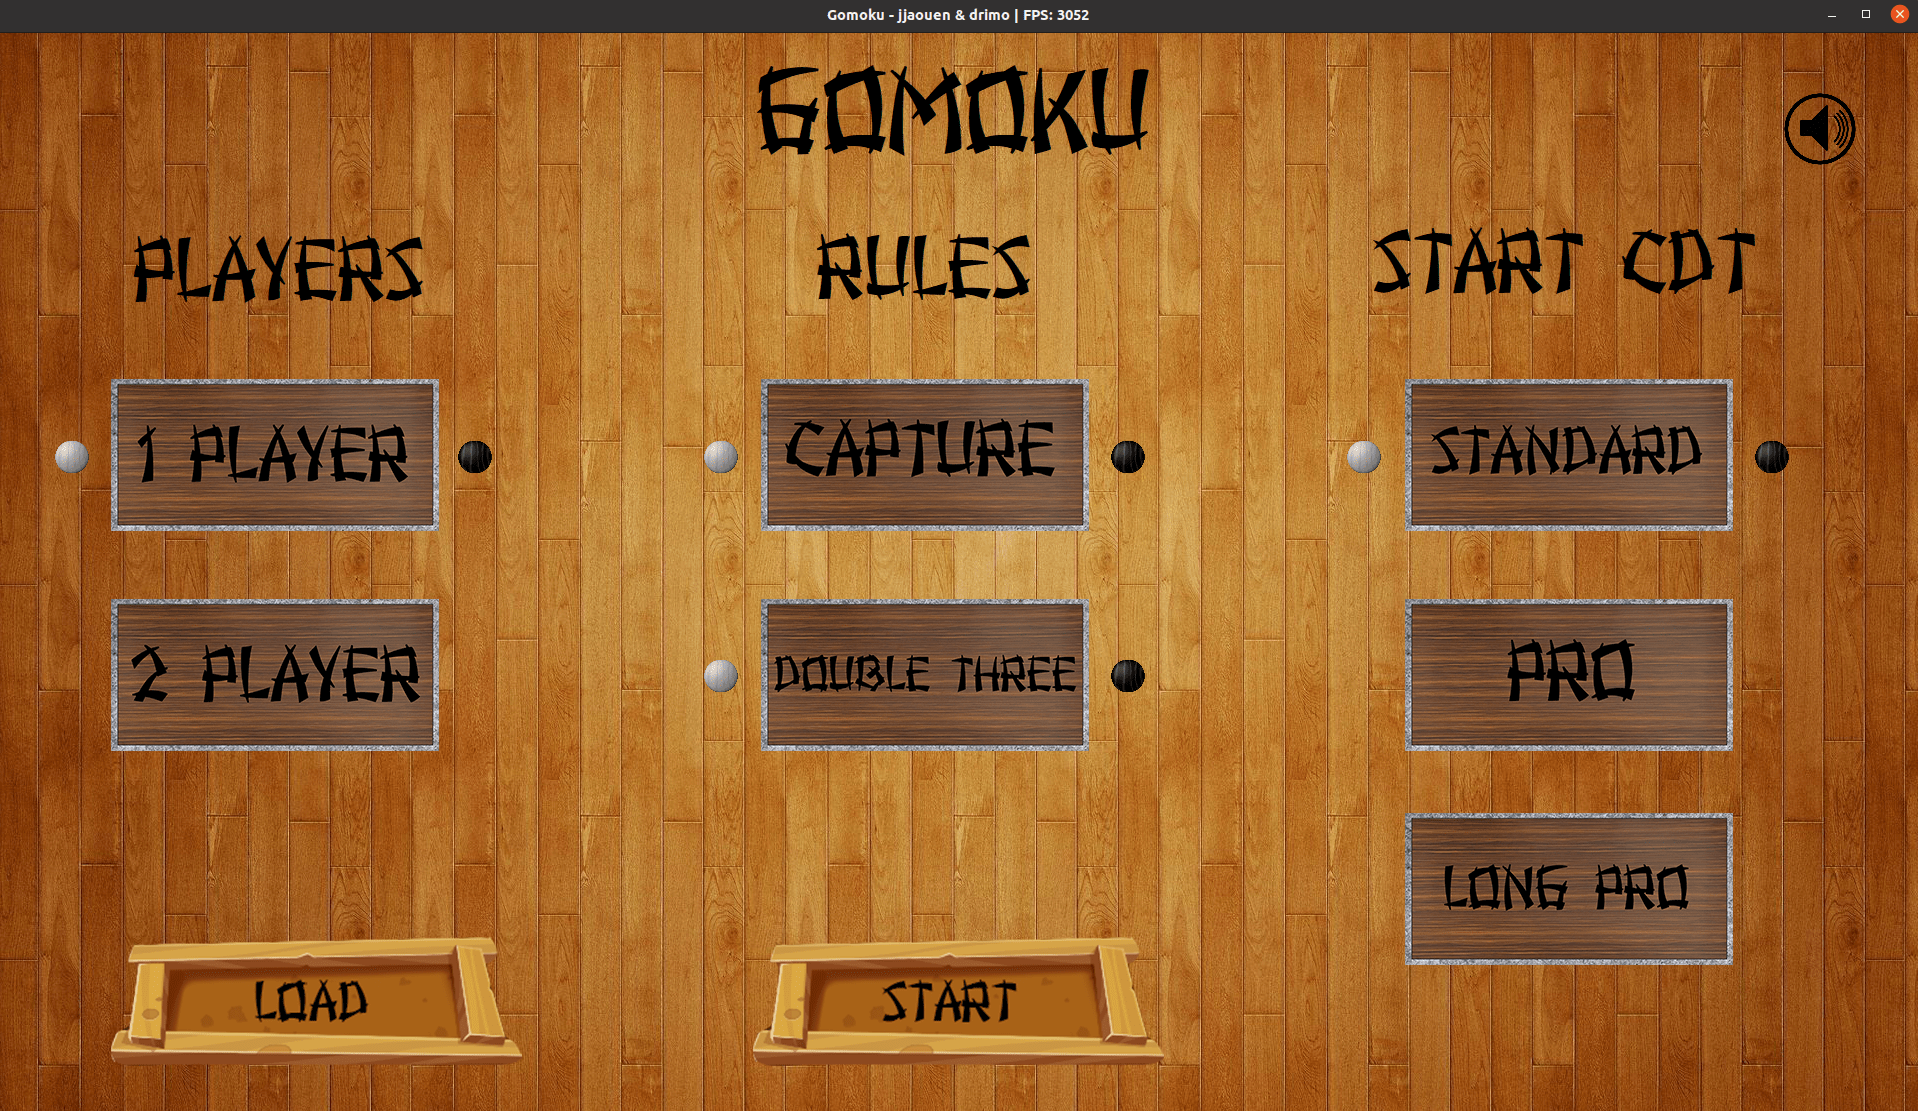 Gomoku - jjaouen & drimo | FPS: 3052
GOMOKU
PLAYERS
1 PLAYER
2 PLAYER
RULES
CAPTURE
DOUBLE THREE
START CDT
STANDARD
PRO
LONG PRO
LOAD
START